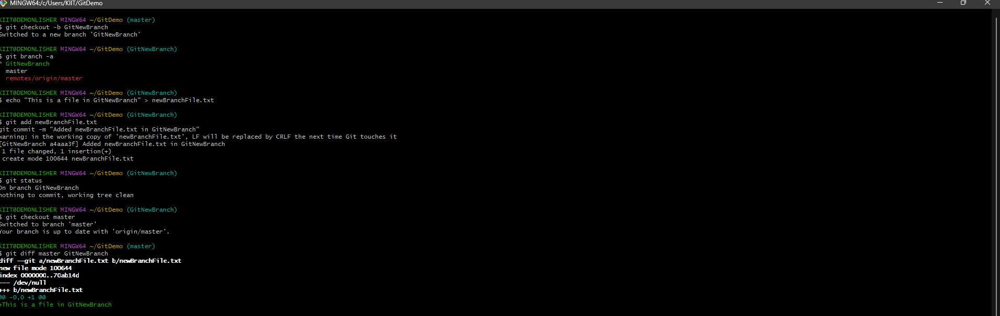 MINGW64:/c/Users/KIIT/GitDemo
KIIT@DEMONLISHER MINGW64 ~/GitDemo (master)
$ git checkout -b GitNewBranch
Switched to a new branch 'GitNewBranch'
KIIT@DEMONLISHER MINGW64 ~/GitDemo (GitNewBranch)
$ git branch -a
* GitNewBranch
master
remotes/origin/master
KIIT@DEMONLISHER MINGW64 ~/GitDemo (GitNewBranch)
$ echo "This is a file in GitNewBranch" > newBranchFile.txt
KIIT@DEMONLISHER MINGW64 ~/GitDemo (GitNewBranch)
$ git add newBranchFile.txt
git commit -m "Added newBranchFile.txt in GitNewBranch"
warning: in the working copy of 'newBranchFile.txt', LF will be replaced by CRLF the next time Git touches it
[GitNewBranch a4aaa3f] Added newBranchFile.txt in GitNewBranch
1 file changed, 1 insertion(+)
create mode 100644 newBranchFile.txt
KIIT@DEMONLISHER MINGW64 ~/GitDemo (GitNewBranch)
$ git status
On branch GitNewBranch
nothing to commit, working tree clean
KIIT@DEMONLISHER MINGW64 ~/GitDemo (GitNewBranch)
$ git checkout master
Switched to branch 'master'
Your branch is up to date with 'origin/master'.
KIIT@DEMONLISHER MINGW64 ~/GitDemo (master)
$ git diff master GitNewBranch
diff --git a/newBranchFile.txt b/newBranchFile.txt
new file mode 100644
index 0000000..70ab14d
--- /dev/null
+++ b/newBranchFile.txt
@@ -0,0 +1 @@
+This is a file in GitNewBranch